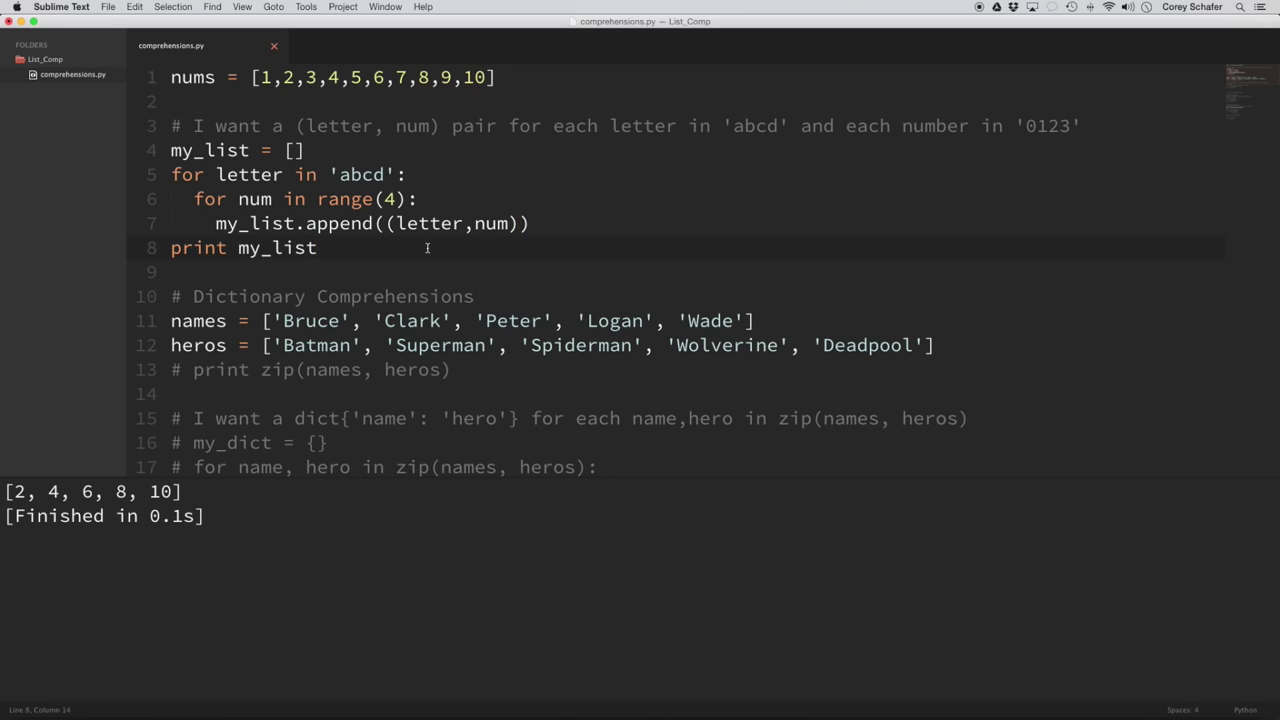 Sublime Text File Edit Selection Find View Goto Tools Project Window Help Corey Schafer
comprehensions.py — List_Comp
FOLDERS
List_Comp
comprehensions.py
comprehensions.py ×
1 nums = [1,2,3,4,5,6,7,8,9,10]
2
3 # I want a (letter, num) pair for each letter in 'abcd' and each number in '0123'
4 my_list = []
5 for letter in 'abcd':
6 for num in range(4):
7 my_list.append((letter,num))
8 print my_list
9
10 # Dictionary Comprehensions
11 names = ['Bruce', 'Clark', 'Peter', 'Logan', 'Wade']
12 heros = ['Batman', 'Superman', 'Spiderman', 'Wolverine', 'Deadpool']
13 # print zip(names, heros)
14
15 # I want a dict{'name': 'hero'} for each name,hero in zip(names, heros)
16 # my_dict = {}
17 # for name, hero in zip(names, heros):
[2, 4, 6, 8, 10]
[Finished in 0.1s]
Line 8, Column 14 Spaces: 4 Python